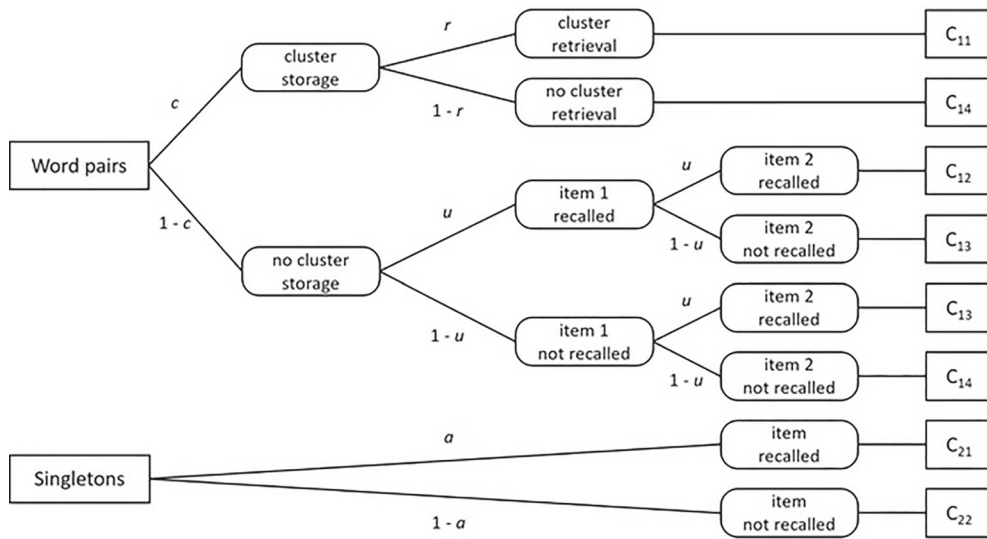 r
cluster
retrieval
C11
cluster
storage
c
1 - r
no cluster
retrieval
C14
Word pairs
u
item 2
recalled
C12
u
item 1
recalled
1 - c
1 - u
item 2
not recalled
C13
no cluster
storage
u
item 2
recalled
C13
1 - u
item 1
not recalled
1 - u
item 2
not recalled
C14
a
item
recalled
C21
Singletons
1 - a
item
not recalled
C22